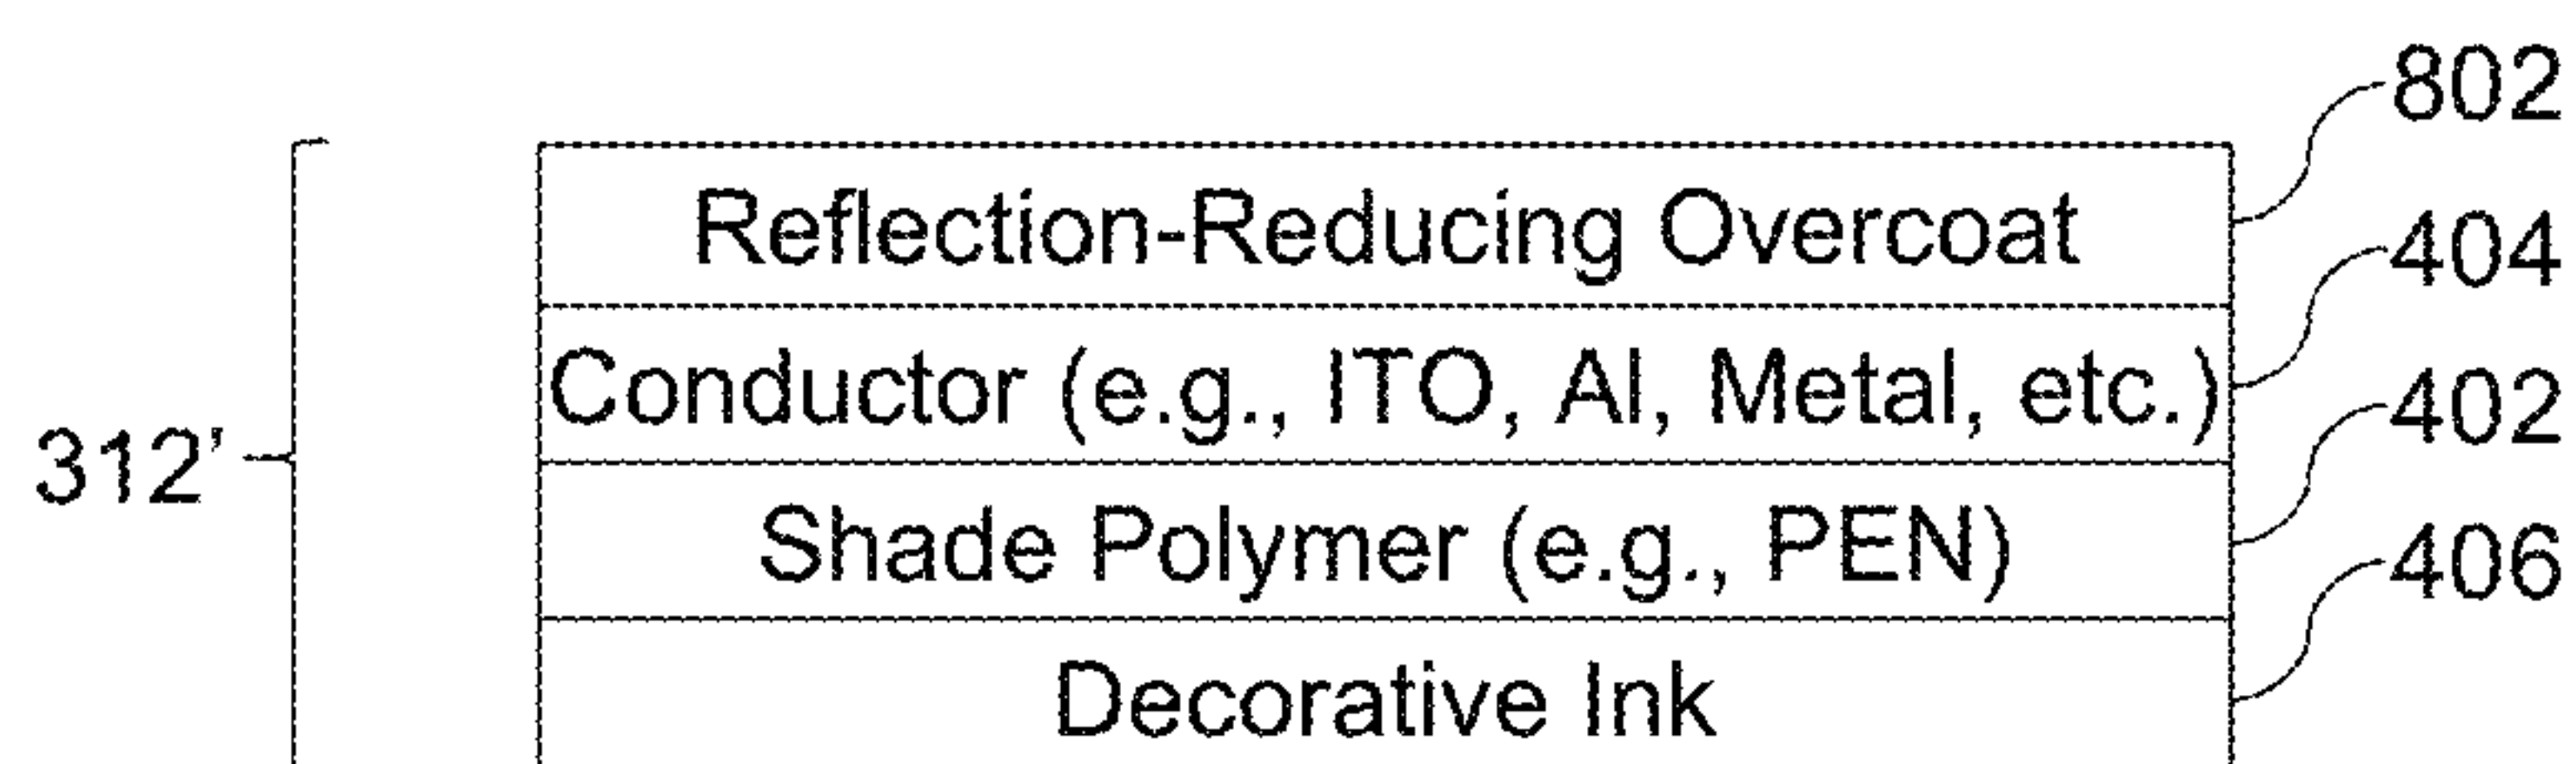 802
Reflection-Reducing Overcoat
404
Conductor (e.g., ITO, Al, Metal, etc.)
402
312'
Shade Polymer (e.g., PEN)
406
Decorative Ink